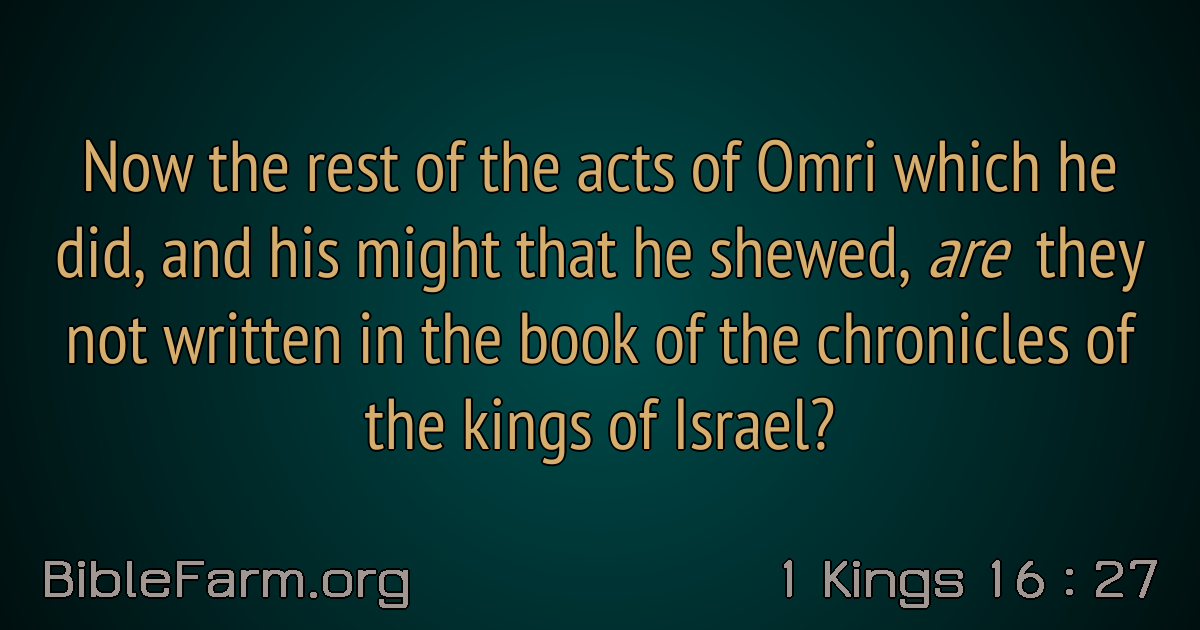 Now the rest of the acts of Omri which he
did, and his might that he shewed, are they
not written in the book of the chronicles of
the kings of Israel?
BibleFarm.org
1 Kings 16 : 27